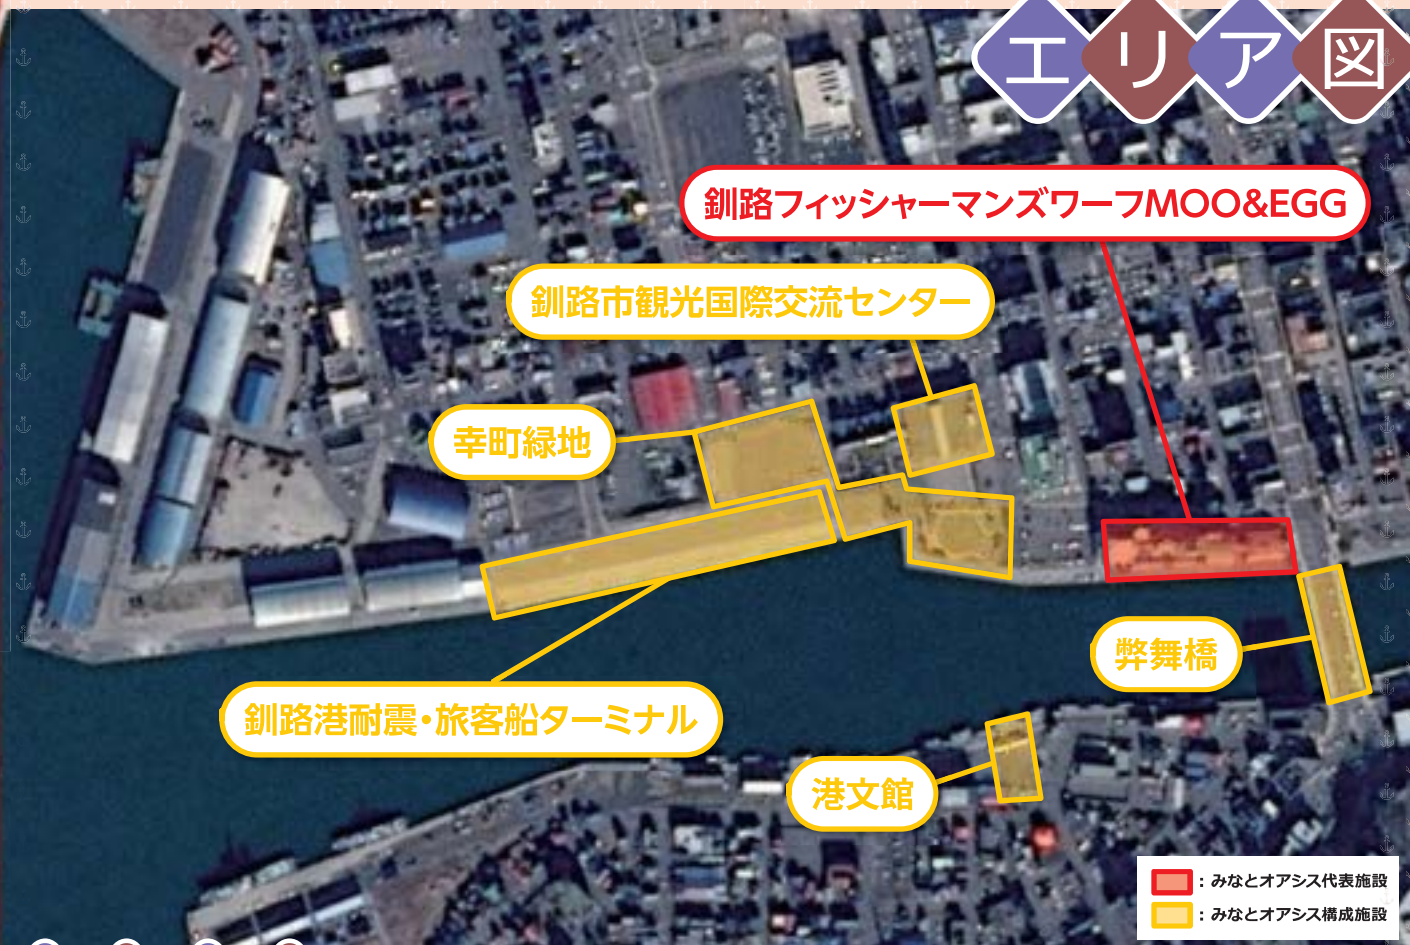 エリア図
釧路フィッシャーマンズワーフMOO&EGG
釧路市観光国際交流センター
幸町緑地
弊舞橋
釧路港耐震・旅客船ターミナル
港文館
：みなとオアシス代表施設
：みなとオアシス構成施設